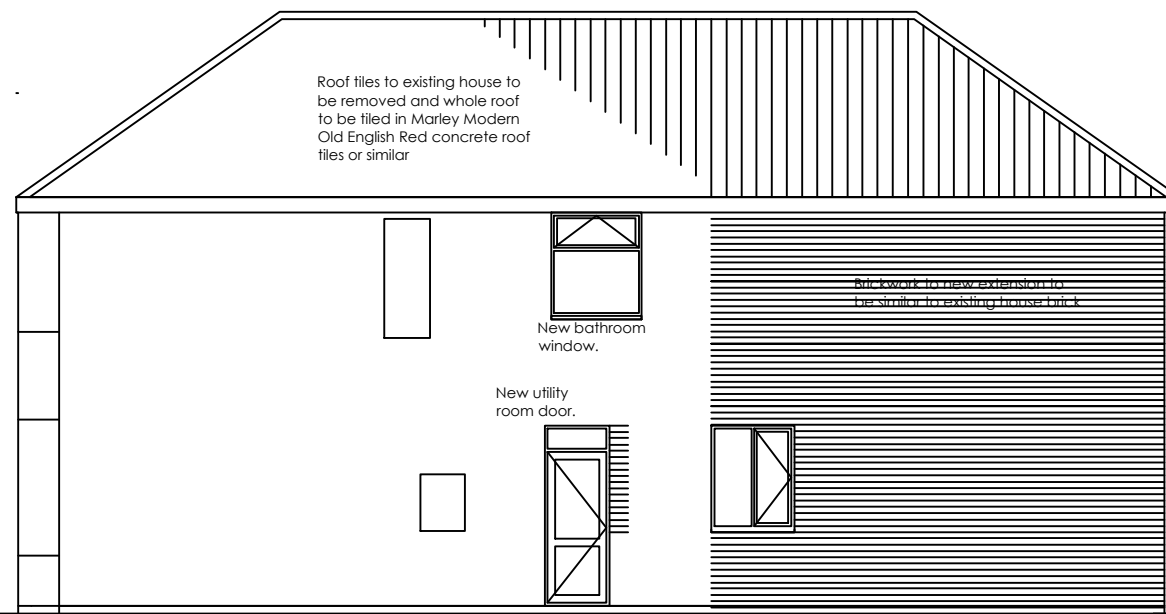 Roof tiles to existing house to
be removed and whole roof
to be tiled in Marley Modern
Old English Red concrete roof
tiles or similar
Brickwork to new extension to
be similar to existing house brick
New bathroom
window.
New utility
room door.